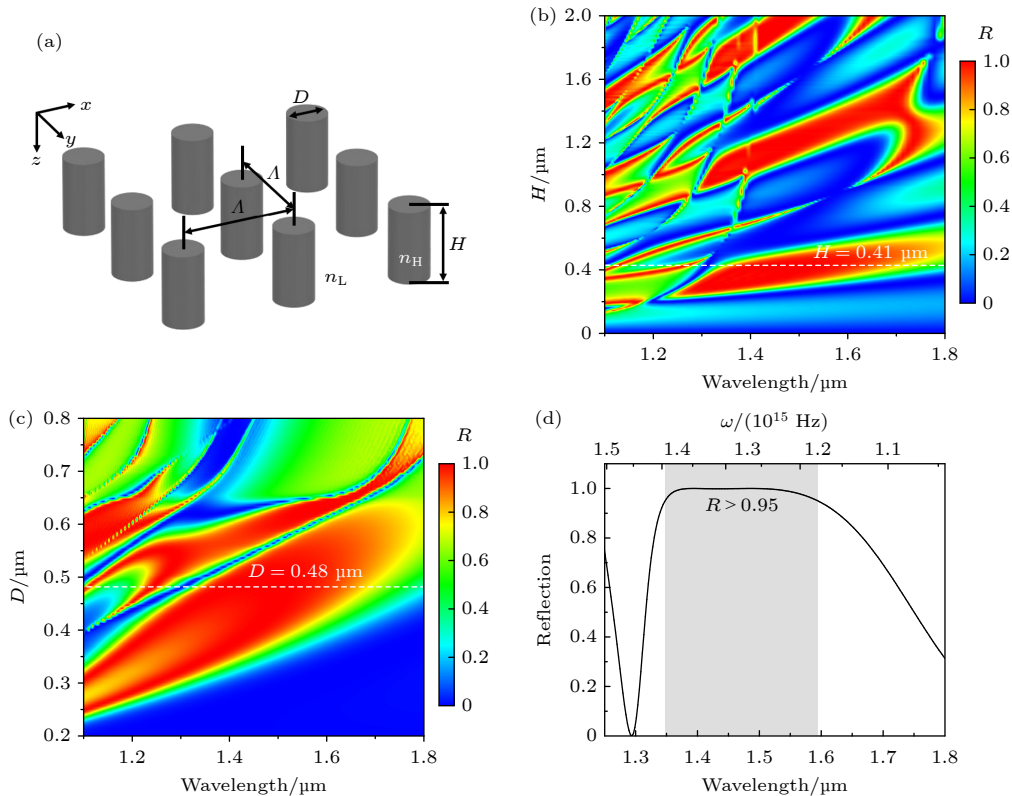 (a)
x
y
z
D
Λ
Λ
H
n_H
n_L
(b)
2.0
1.6
1.2
0.8
0.4
0
H/μm
H = 0.41 μm
1.2
1.4
1.6
1.8
Wavelength/μm
R
1.0
0.8
0.6
0.4
0.2
0
(c)
0.8
0.7
0.6
0.5
0.4
0.3
0.2
D/μm
D = 0.48 μm
1.2
1.4
1.6
1.8
Wavelength/μm
R
1.0
0.8
0.6
0.4
0.2
0
(d)
ω/(10¹⁵ Hz)
1.5
1.4
1.3
1.2
1.1
1.0
0.8
0.6
0.4
0.2
0
Reflection
R > 0.95
1.3
1.4
1.5
1.6
1.7
1.8
Wavelength/μm